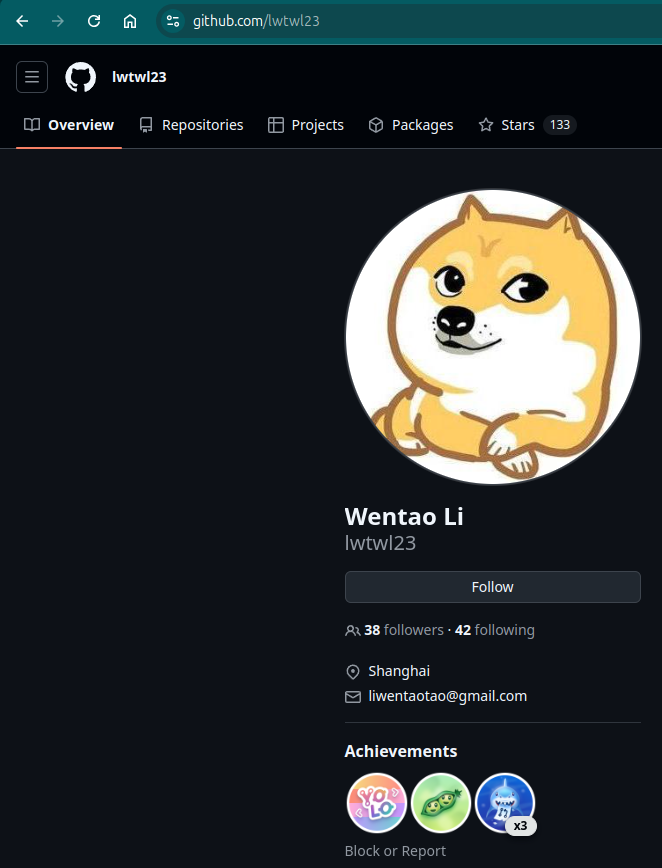 github.com/lwtwl23
lwtwl23
Overview Repositories Projects Packages Stars 133
Wentao Li
lwtwl23
Follow
38 followers · 42 following
Shanghai
liwentaotao@gmail.com
Achievements
YOLO
x3
Block or Report